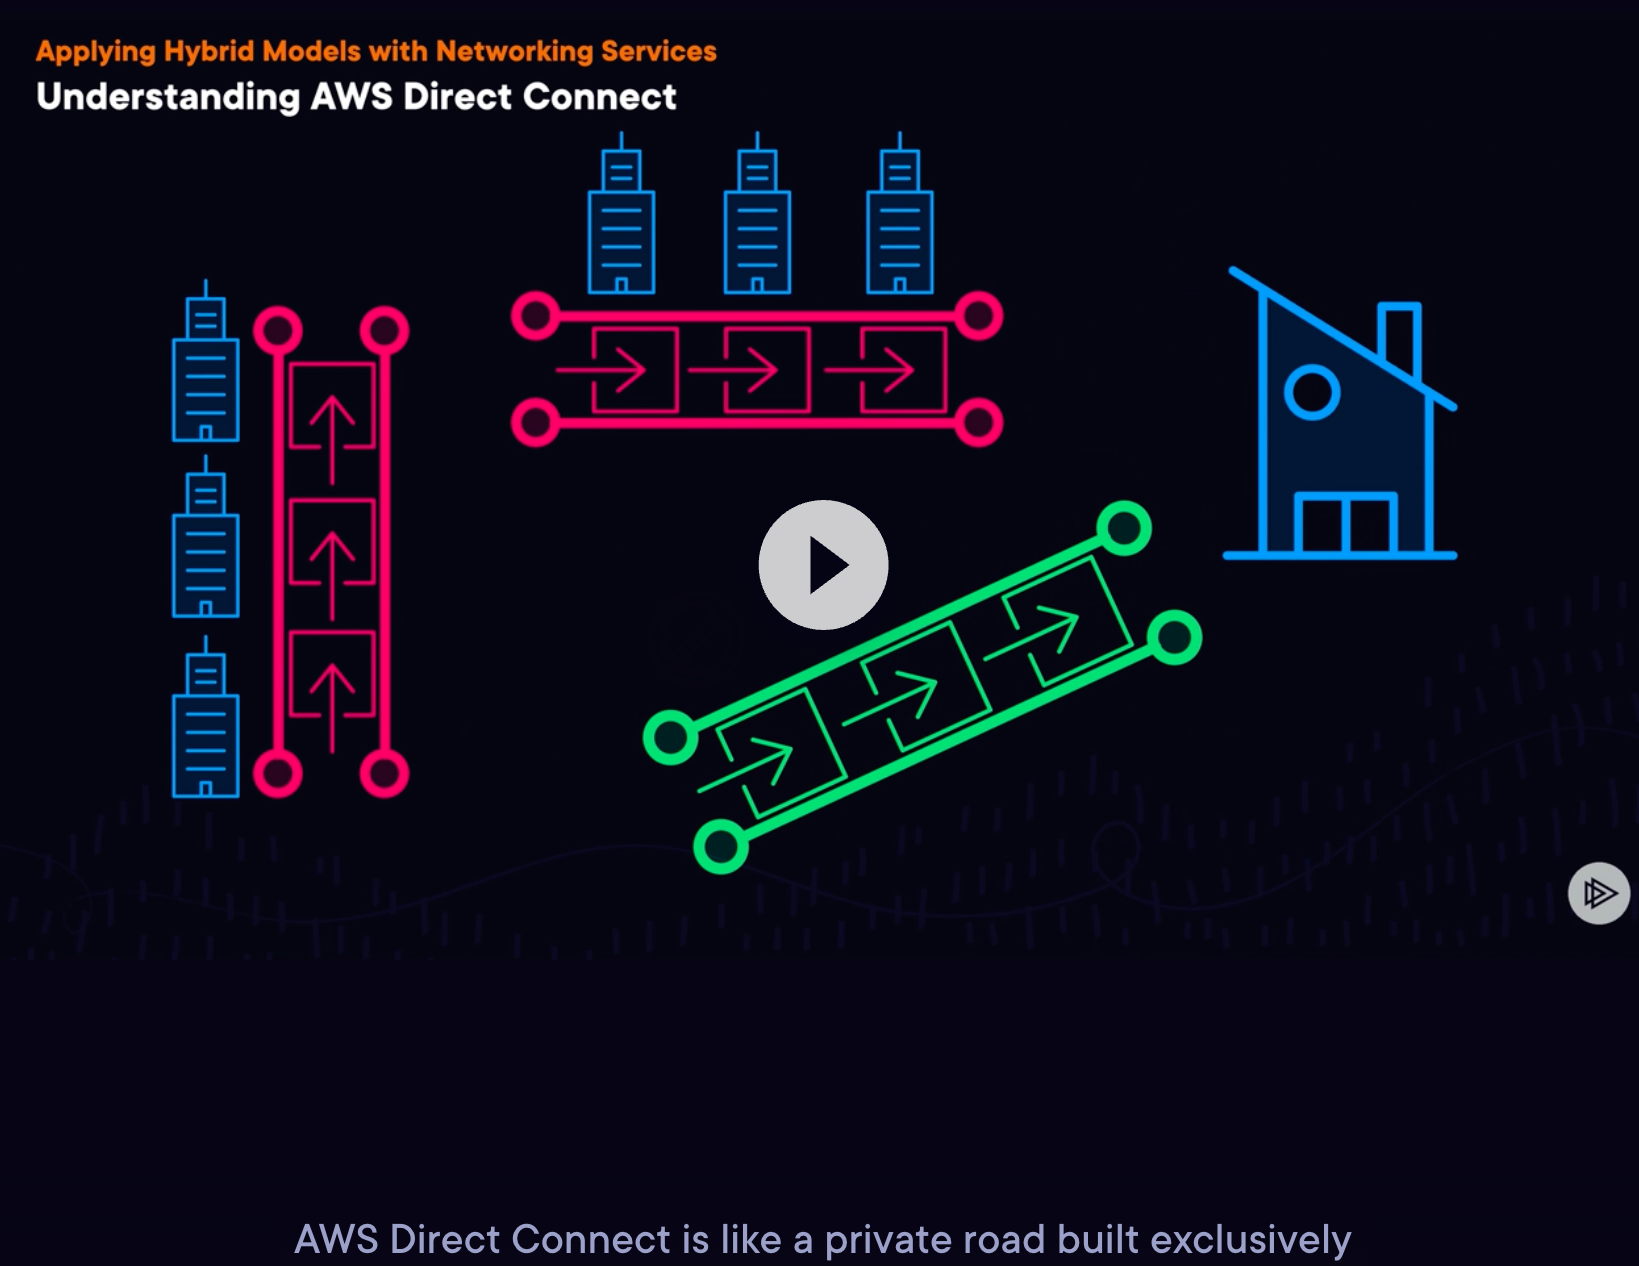 Applying Hybrid Models with Networking Services
Understanding AWS Direct Connect
AWS Direct Connect is like a private road built exclusively